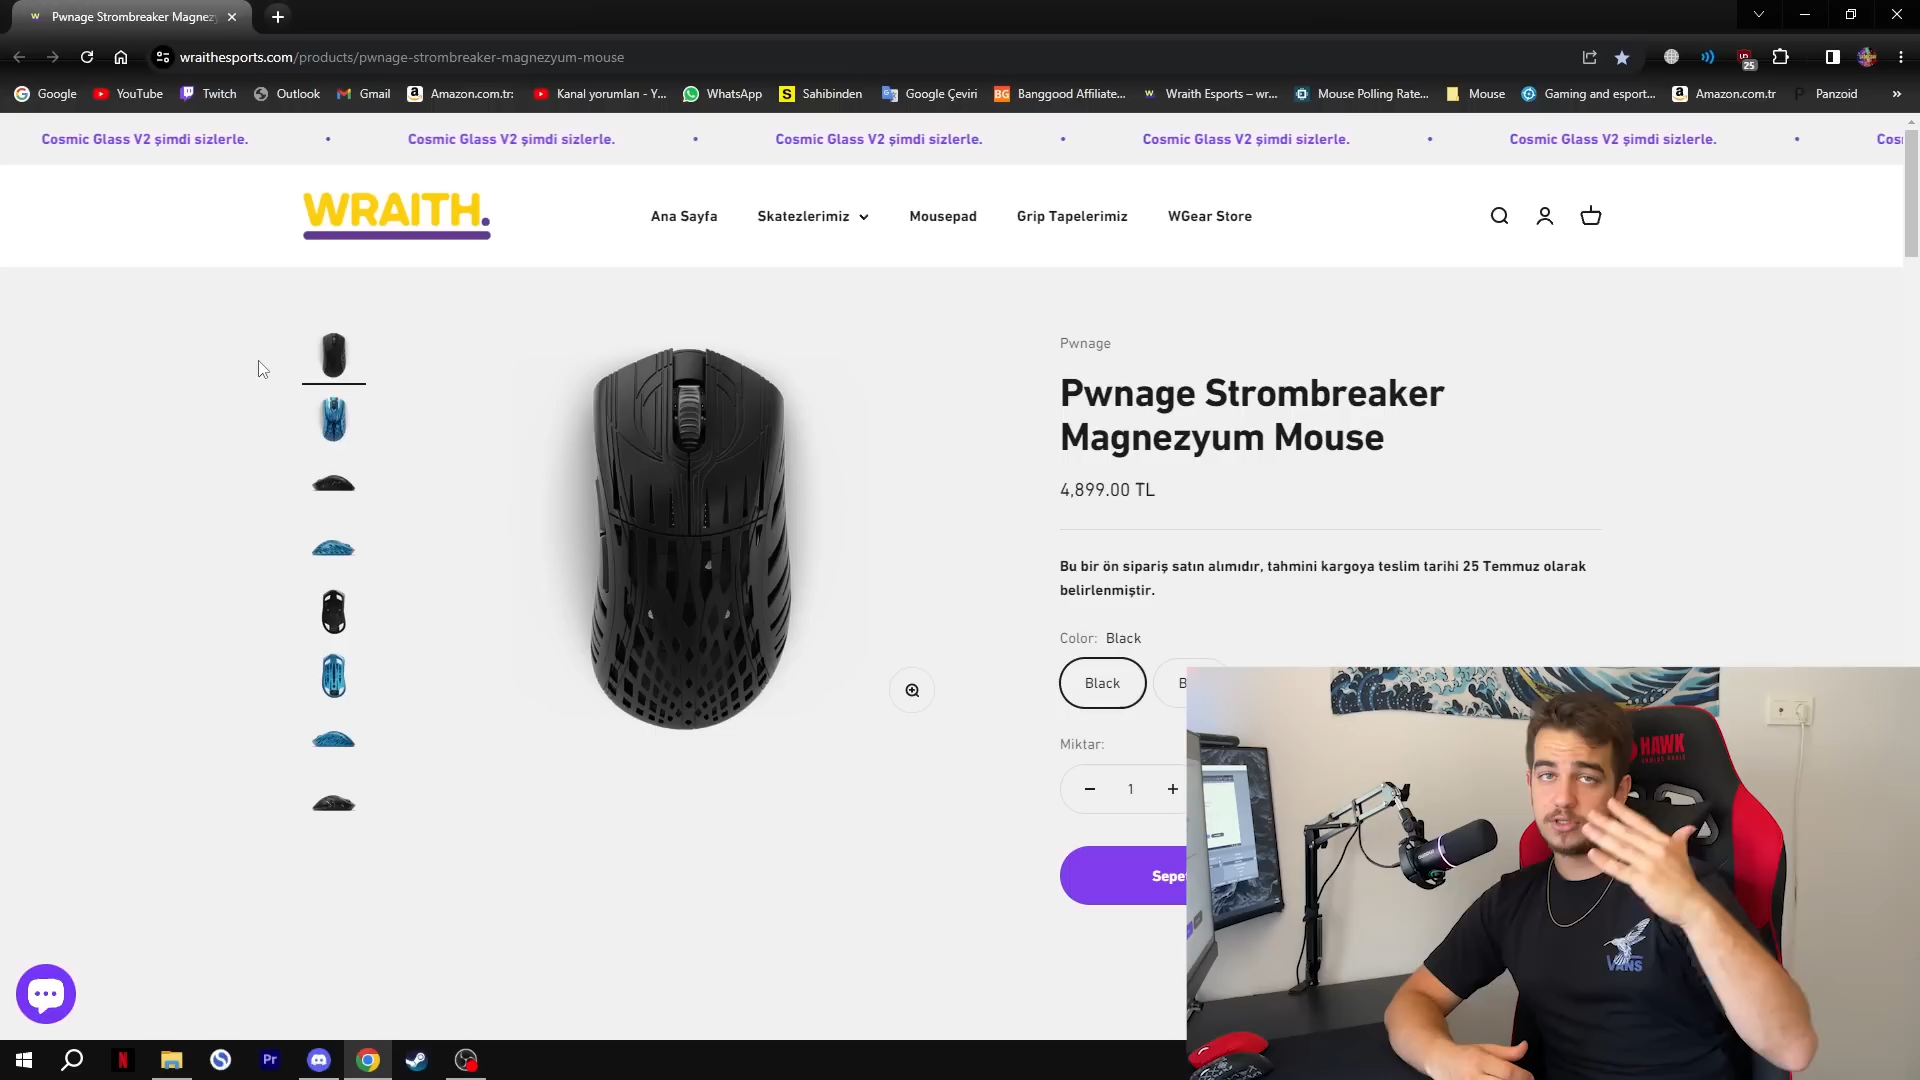 Pwnage Strombreaker Magnez
wraithesports.com/products/pwnage-strombreaker-magnezyum-mouse
25
Google
YouTube
Twitch
Outlook
Gmail
Amazon.com.tr:
Kanal yorumları - Y...
WhatsApp
Sahibinden
Google Çeviri
BG
Banggood Affiliate...
Wraith Esports – wr...
Mouse Polling Rate...
Mouse
Gaming and esport...
Amazon.com.tr
Panzoid
Cosmic Glass V2 şimdi sizlerle. • Cosmic Glass V2 şimdi sizlerle. • Cosmic Glass V2 şimdi sizlerle. • Cosmic Glass V2 şimdi sizlerle. • Cosmic Glass V2 şimdi sizlerle. • Cos
WRAITH.
Ana Sayfa
Skatezlerimiz
Mousepad
Grip Tapelerimiz
WGear Store
Pwnage
Pwnage Strombreaker
Magnezyum Mouse
4,899.00 TL
Bu bir ön sipariş satın alımıdır, tahmini kargoya teslim tarihi 25 Temmuz olarak
belirlenmiştir.
Color: Black
Black
B
Miktar:
− 1 +
Sepe
HAWK
VANS
N
Pr